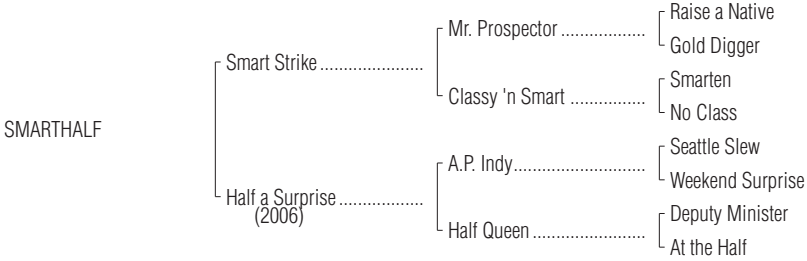 Raise a Native
Mr. Prospector ..................
Gold Digger
Smart Strike ......................
Smarten
Classy 'n Smart ................
No Class
SMARTHALF
Seattle Slew
A.P. Indy............................
Weekend Surprise
Half a Surprise ..................
(2006)
Deputy Minister
Half Queen ........................
At the Half